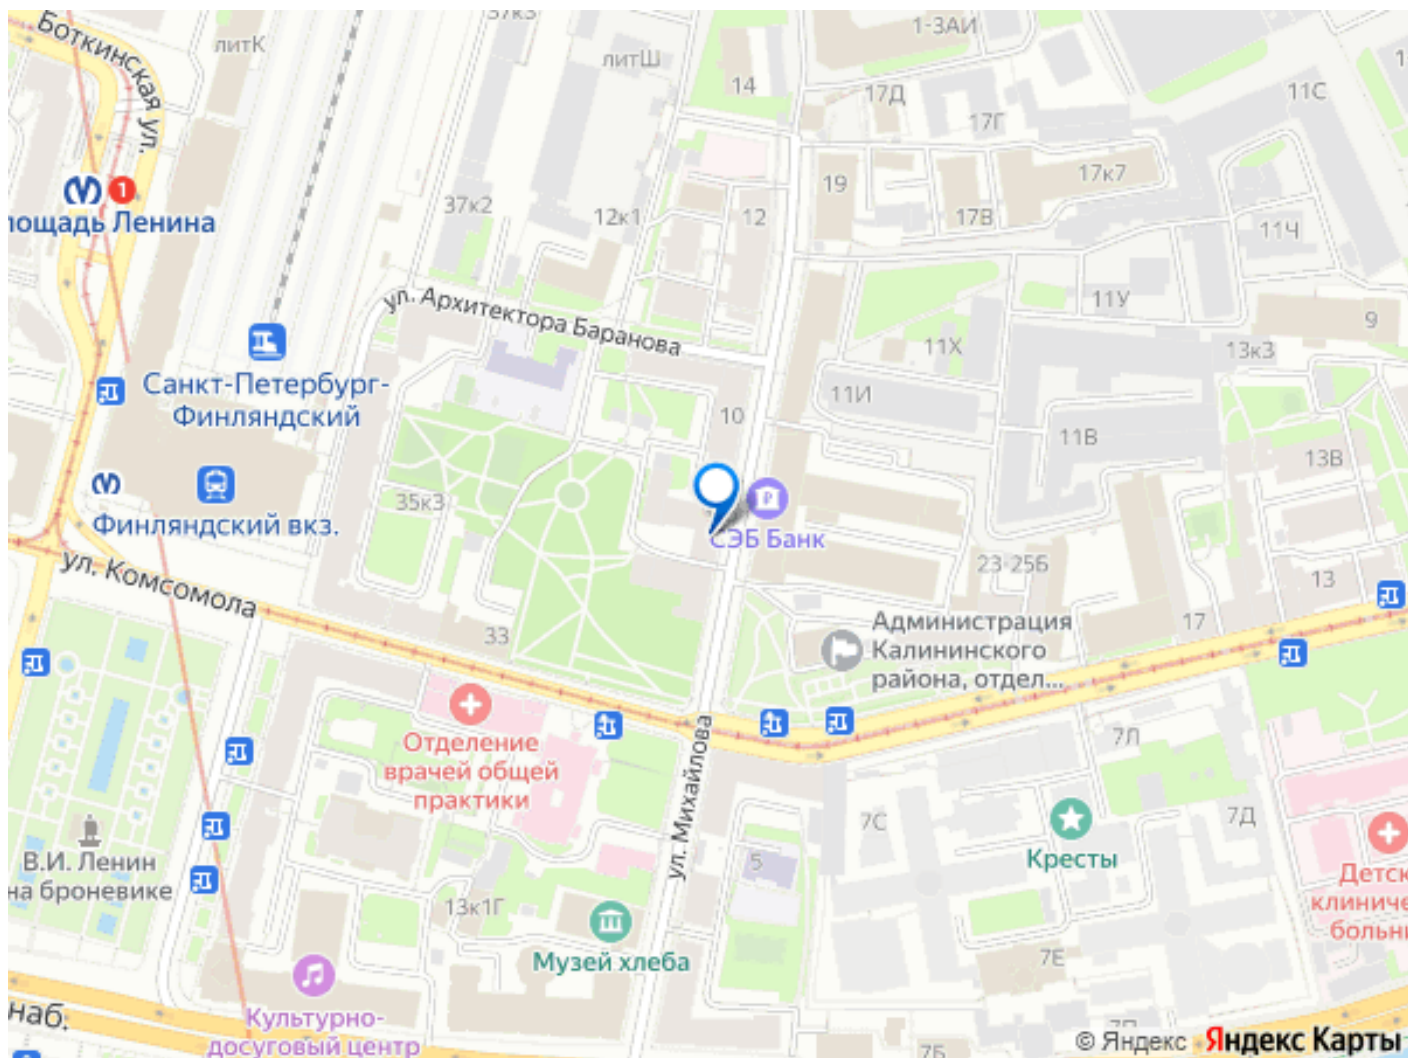 37к3
1-3АИ
Боткинская ул.
литК
литШ
14
17Д
11С
17Г
1
лощадь Ленина
37к2
12к1
12
19
17В
17к7
11Ч
ул. Архитектора Баранова
11У
9
Санкт-Петербург-
Финляндский
11Х
13к3
10
11И
11В
13В
35к3
Финляндский вкз.
СЭБ Банк
ул. Комсомола
23-25Б
13
33
Администрация
Калининского
района, отдел...
17
Отделение
врачей общей
практики
ул. Михайлова
7Л
7С
7Д
Кресты
5
В.И. Ленин
на броневике
Детск
клиниче
больни
13к1Г
Музей хлеба
7Е
наб.
Культурно-
досуговый центр
7Б
© Яндекс Яндекс Карты